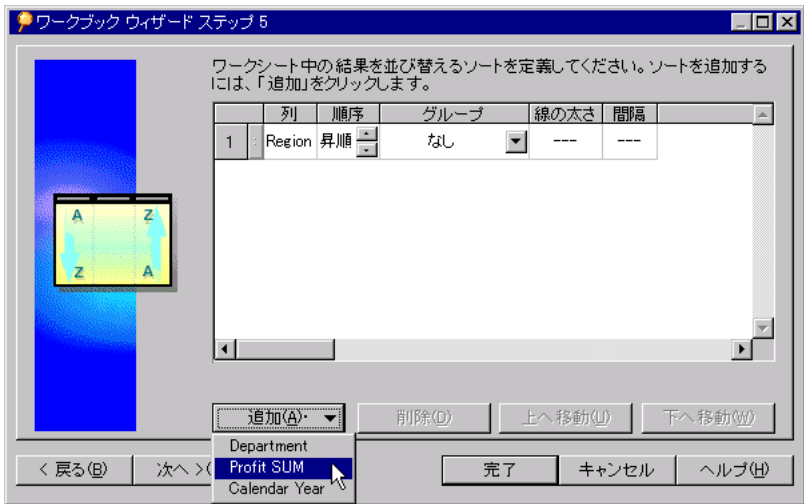 ワークブック ウィザード ステップ 5
ワークシート中の結果を並び替えるソートを定義してください。ソートを追加する
には、「追加」をクリックします。
列 順序 グループ 線の太さ 間隔
1 Region 昇順 なし --- ---
A Z
Z A
追加(A)・ 削除(D) 上へ移動(U) 下へ移動(W)
Department
Profit SUM
Calendar Year
< 戻る(B) 次へ >( 完了 キャンセル ヘルプ(H)